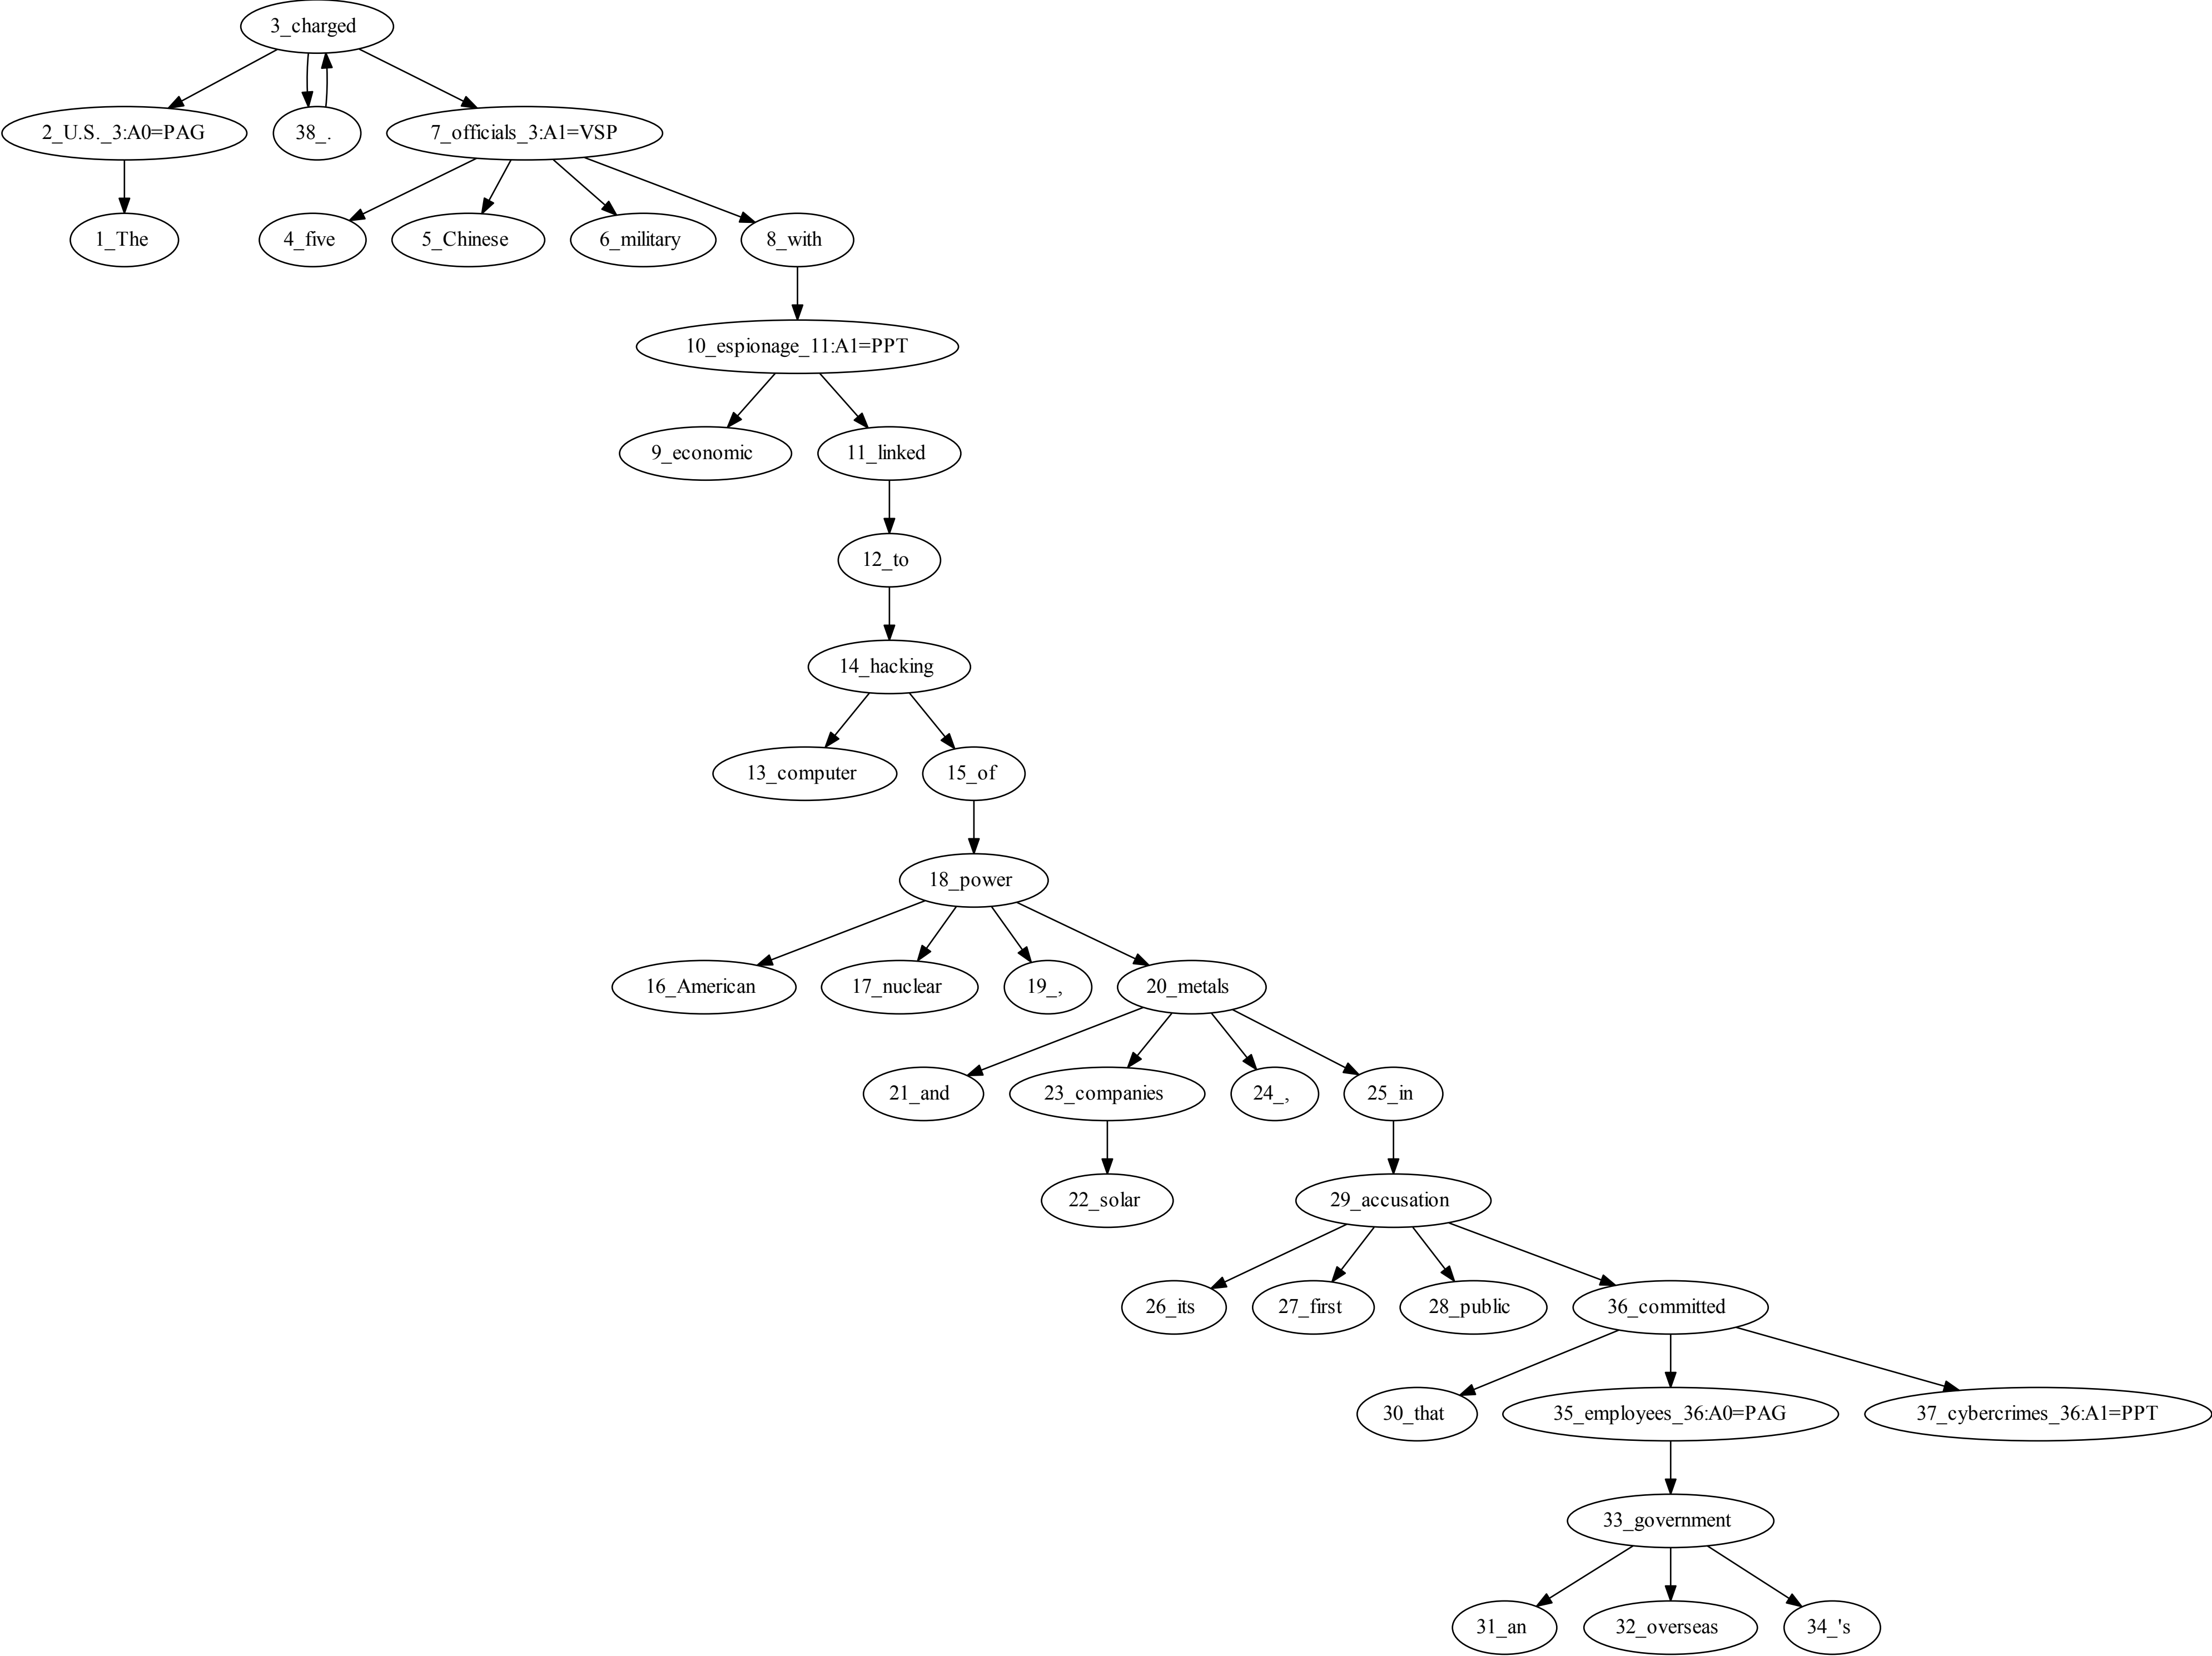 3_charged
2_U.S._3:A0=PAG
38_.
7_officials_3:A1=VSP
1_The
4_five
5_Chinese
6_military
8_with
10_espionage_11:A1=PPT
9_economic
11_linked
12_to
14_hacking
13_computer
15_of
18_power
16_American
17_nuclear
19_,
20_metals
21_and
23_companies
24_,
25_in
22_solar
29_accusation
26_its
27_first
28_public
36_committed
30_that
35_employees_36:A0=PAG
37_cybercrimes_36:A1=PPT
33_government
31_an
32_overseas
34_'s